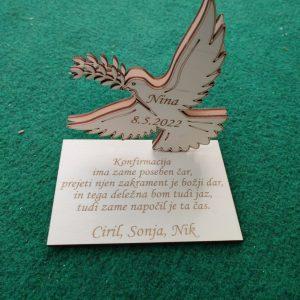 Nina
8.5.2022
Konfirmacija
ima zame poseben čar,
prejeti njen zakrament je božji dar,
in tega deležna bom tudi jaz,
tudi zame napočil je ta čas.
Ciril, Sonja, Nik